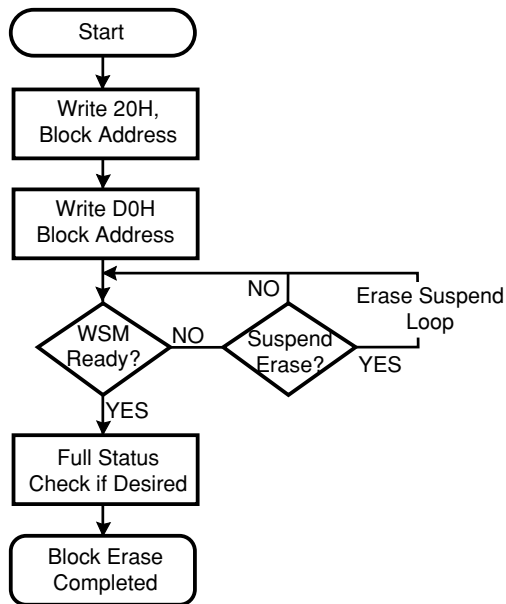 Start
Write 20H,
Block Address
Write D0H
Block Address
NO
Erase Suspend
Loop
WSM
Ready?
NO
Suspend
Erase?
YES
YES
Full Status
Check if Desired
Block Erase
Completed